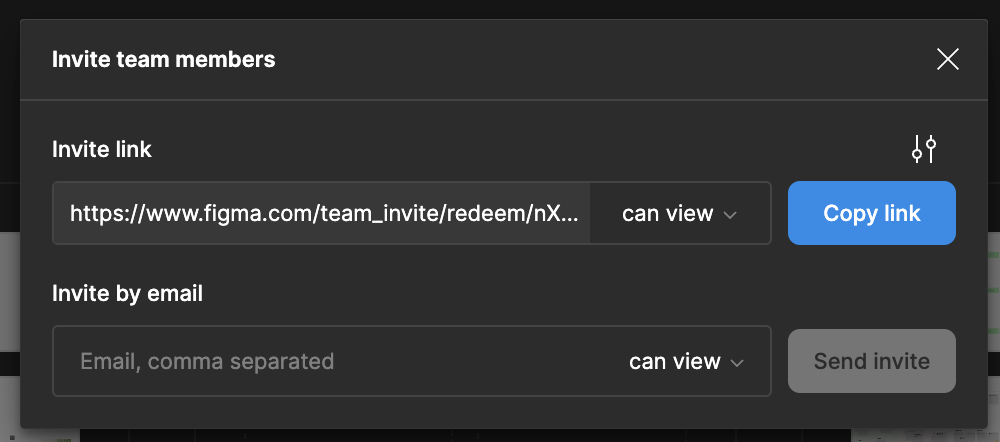 Invite team members
Invite link
https://www.figma.com/team_invite/redeem/nX... can view Copy link
Invite by email
Email, comma separated can view Send invite